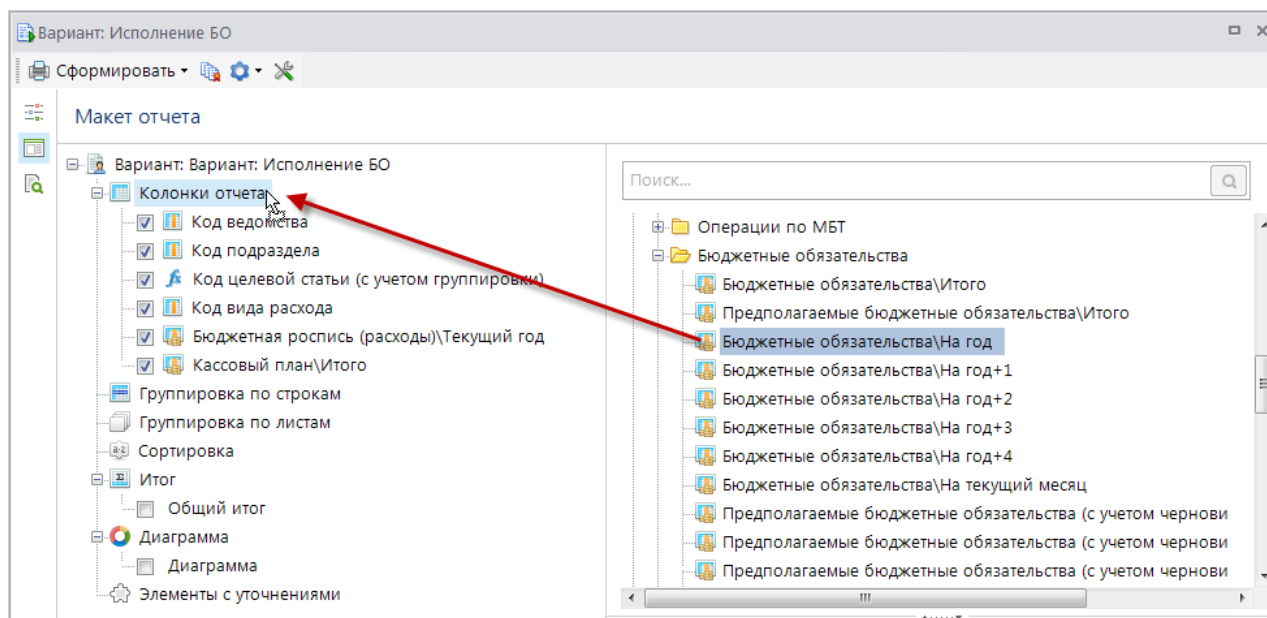 Вариант: Исполнение БО
Сформировать
Макет отчета
Вариант: Вариант: Исполнение БО
Колонки отчета
Код ведомства
Код подраздела
Код целевой статьи (с учетом группировки)
Код вида расхода
Бюджетная роспись (расходы)\Текущий год
Кассовый план\Итого
Группировка по строкам
Группировка по листам
Сортировка
Итог
Общий итог
Диаграмма
Диаграмма
Элементы с уточнениями
Поиск...
Операции по МБТ
Бюджетные обязательства
Бюджетные обязательства\Итого
Предполагаемые бюджетные обязательства\Итого
Бюджетные обязательства\На год
Бюджетные обязательства\На год+1
Бюджетные обязательства\На год+2
Бюджетные обязательства\На год+3
Бюджетные обязательства\На год+4
Бюджетные обязательства\На текущий месяц
Предполагаемые бюджетные обязательства (с учетом чернови
Предполагаемые бюджетные обязательства (с учетом чернови
Предполагаемые бюджетные обязательства (с учетом чернови